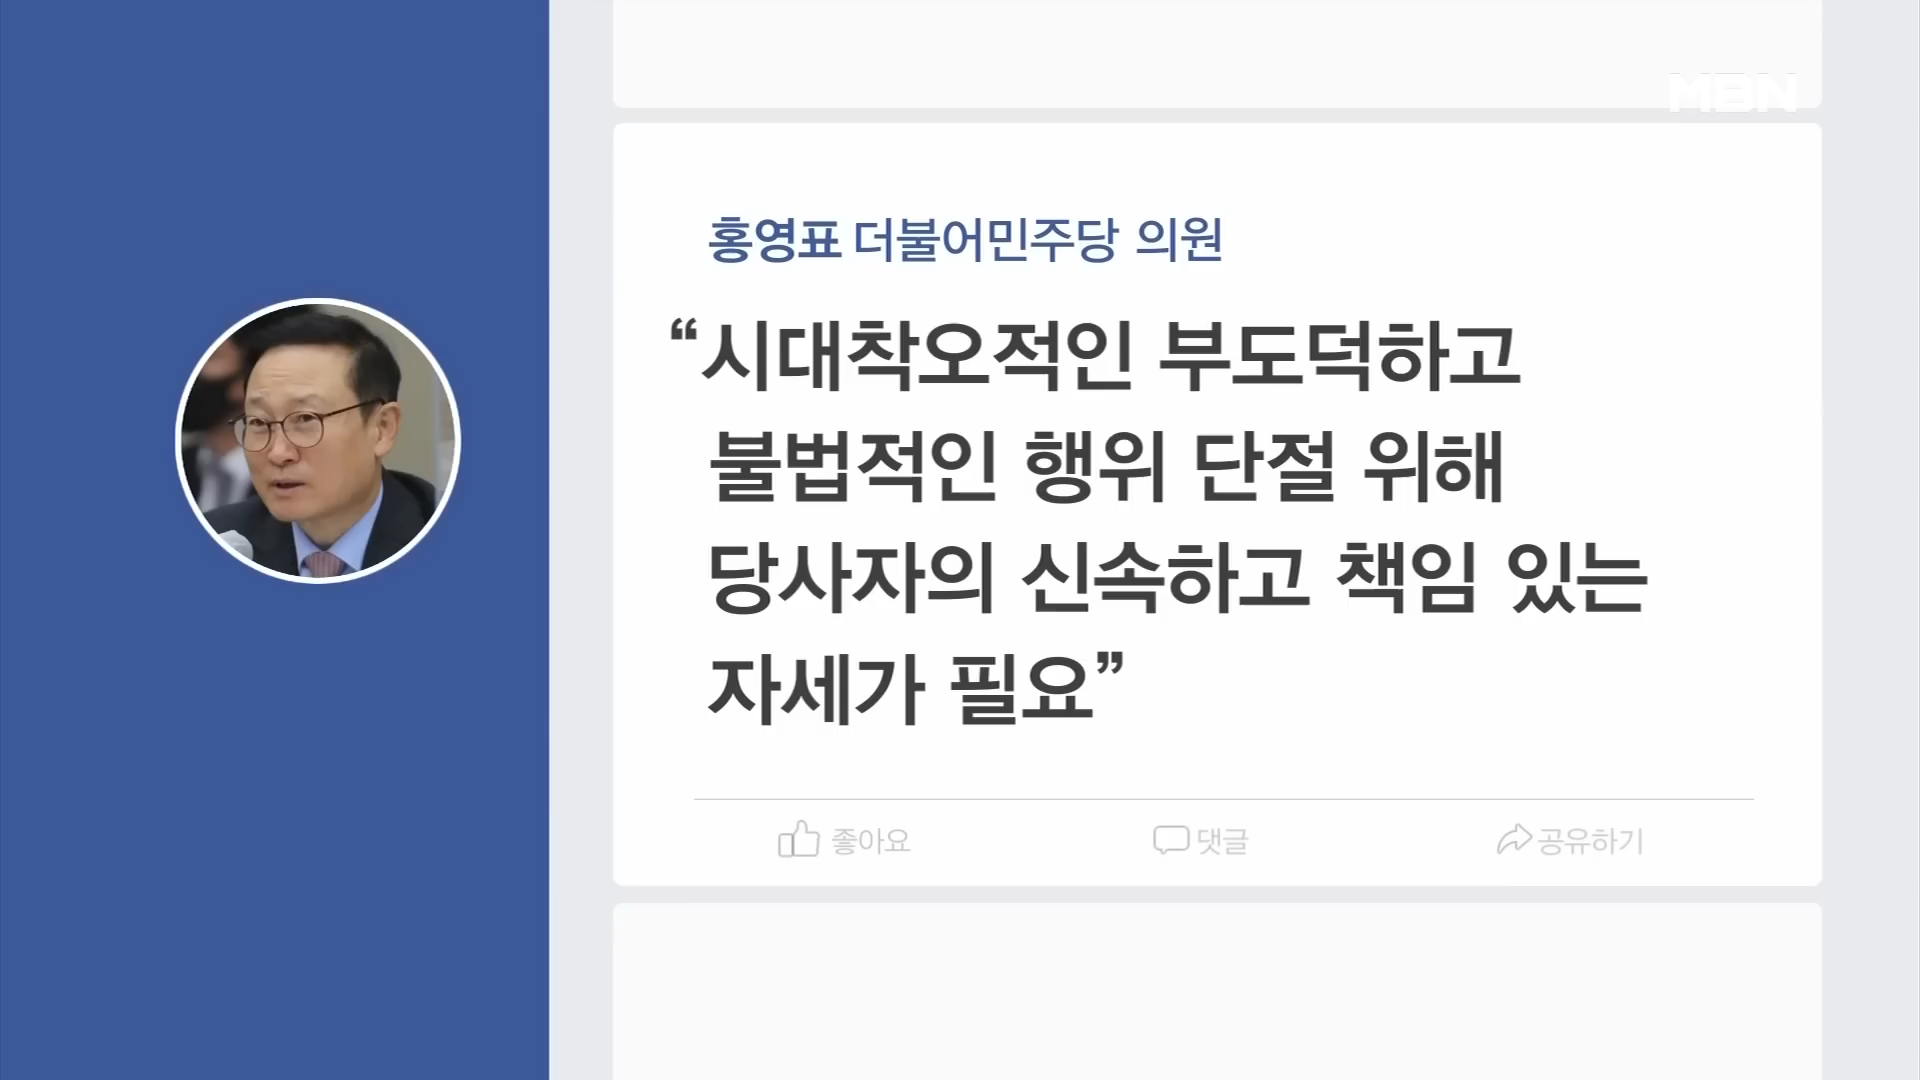 MBN
홍영표 더불어민주당 의원
“시대착오적인 부도덕하고
불법적인 행위 단절 위해
당사자의 신속하고 책임 있는
자세가 필요”
좋아요 댓글 공유하기